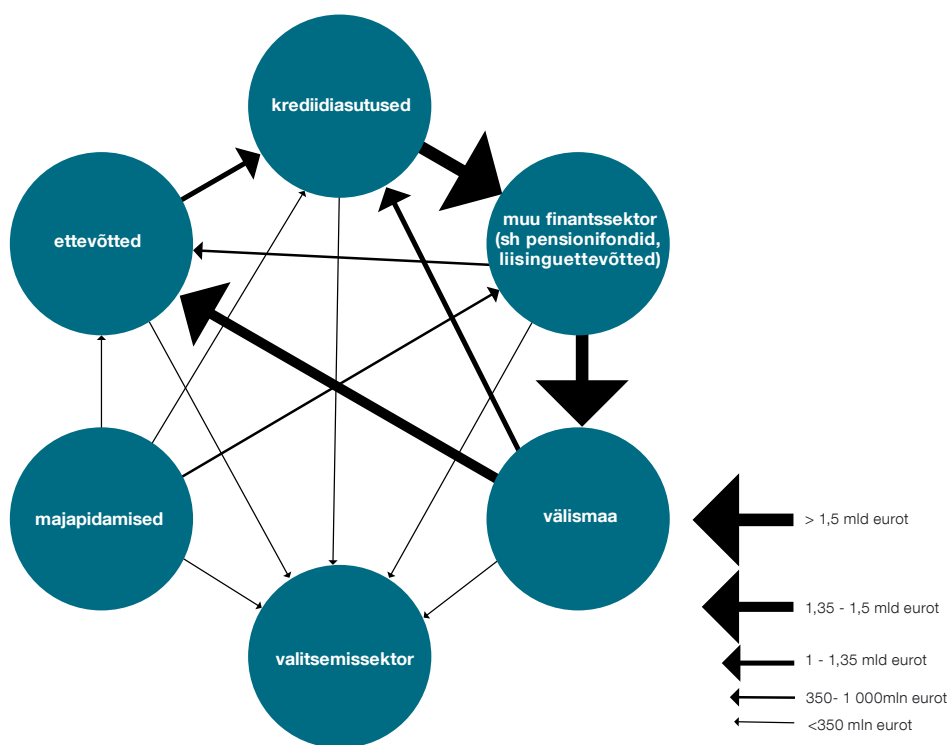 krediidiasutused
ettevõtted
muu finantssektor
(sh pensionifondid,
liisinguettevõtted)
majapidamised
välismaa
valitsemissektor
> 1,5 mld eurot
1,35 - 1,5 mld eurot
1 - 1,35 mld eurot
350- 1 000mln eurot
<350 mln eurot